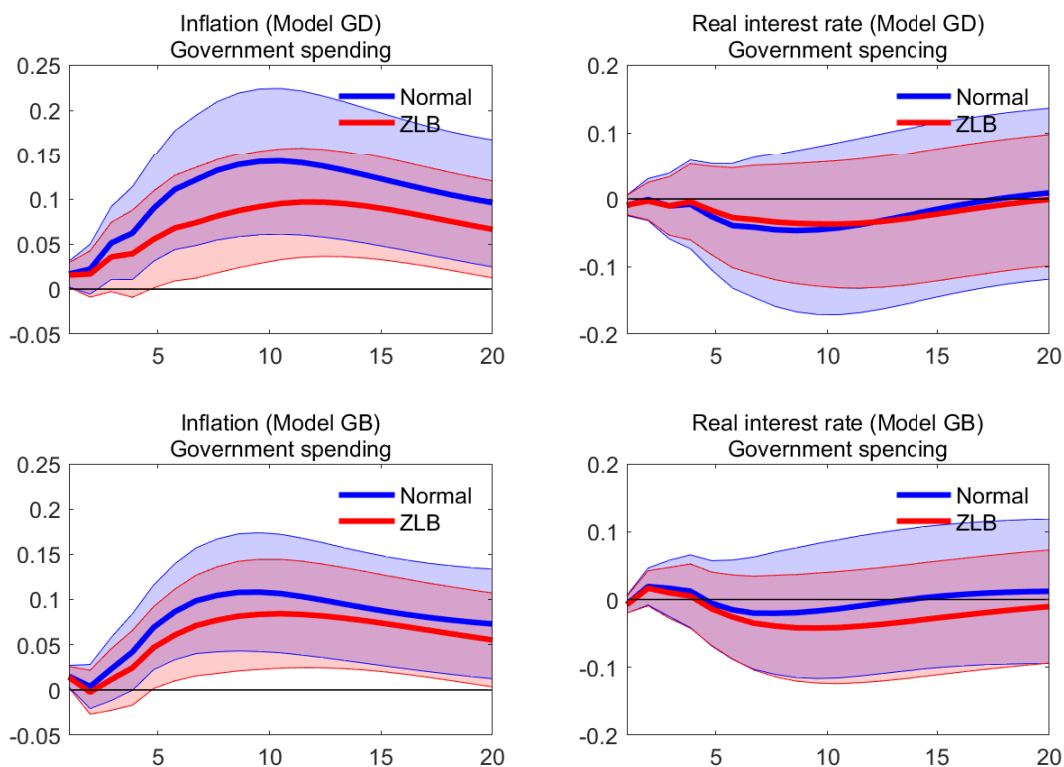 Inflation (Model GD)
Government spending
0.25
0.2
0.15
0.1
0.05
0
-0.05
5
10
15
20
Normal
ZLB
Real interest rate (Model GD)
Government spencing
0.2
0.1
0
-0.1
-0.2
5
10
15
20
Normal
ZLB
Inflation (Model GB)
Government spending
0.25
0.2
0.15
0.1
0.05
0
-0.05
5
10
15
20
Normal
ZLB
Real interest rate (Model GB)
Government spencing
0.2
0.1
0
-0.1
-0.2
5
10
15
20
Normal
ZLB